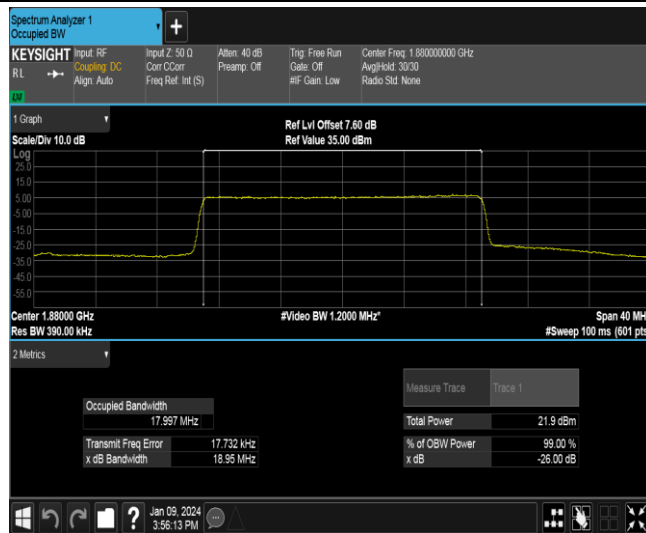 Spectrum Analyzer 1
Occupied BW
+
KEYSIGHT Input: RF Input Z: 50 Ω Atten: 40 dB Trig: Free Run Center Freq: 1.880000000 GHz
RL Coupling: DC Corr CCorr Preamp: Off Gate: Off Avg|Hold: 30/30
Align: Auto Freq Ref: Int (S) #IF Gain: Low Radio Std: None
LXI
1 Graph
Scale/Div 10.0 dB
Ref Lvl Offset 7.60 dB
Ref Value 35.00 dBm
Log
25.0
15.0
5.00
-5.00
-15.0
-25.0
-35.0
-45.0
-55.0
Center 1.88000 GHz #Video BW 1.2000 MHz* Span 40 MH
Res BW 390.00 kHz #Sweep 100 ms (601 pts
2 Metrics
Measure Trace Trace 1
Occupied Bandwidth
17.997 MHz
Total Power 21.9 dBm
Transmit Freq Error 17.732 kHz
% of OBW Power 99.00 %
x dB Bandwidth 18.95 MHz
x dB -26.00 dB
? Jan 09, 2024
3:56:13 PM